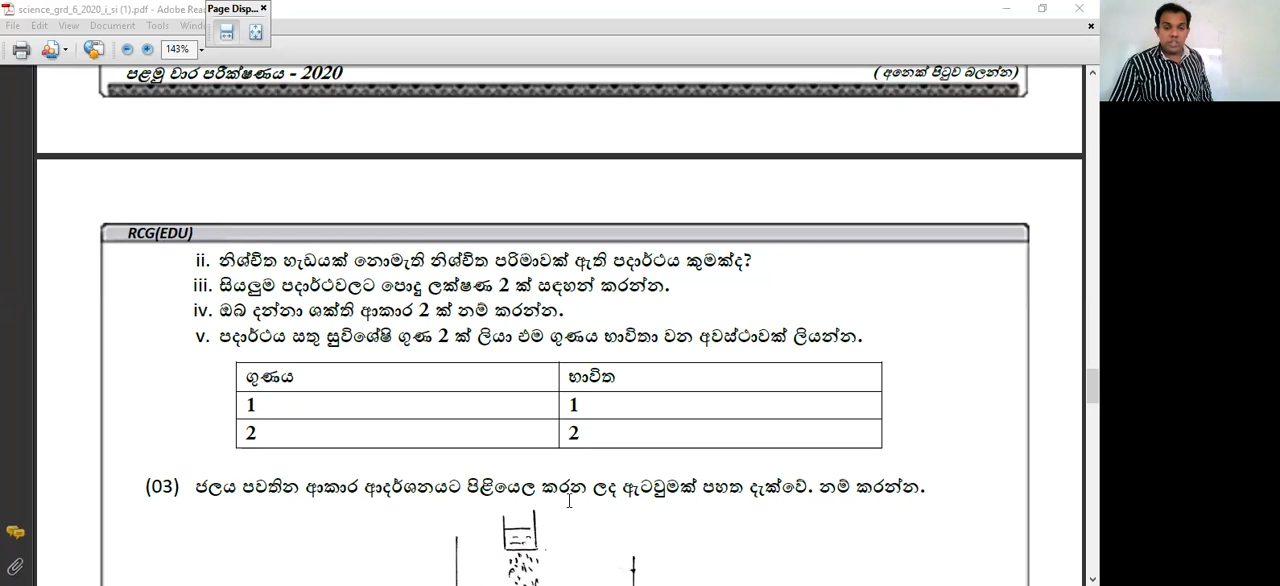 science_grd_6_2020_i_si (1).pdf - Adobe Rea
Page Disp...
File Edit View Document Tools
143%
පළමු වාර පරීක්ෂණය - 2020 ( අනෙක් පිටුව බලන්න)
RCG(EDU)
ii. නිශ්චිත හැඩයක් නොමැති නිශ්චිත පරිමාවක් ඇති පදාර්ථය කුමක්ද?
iii. සියලුම පදාර්ථවලට පොදු ලක්ෂණ 2 ක් සඳහන් කරන්න.
iv. ඔබ දන්නා ශක්ති ආකාර 2 ක් නම් කරන්න.
v. පදාර්ථය සතු සුවිශේෂි ගුණ 2 ක් ලියා එම ගුණය භාවිතා වන අවස්ථාවක් ලියන්න.
ගුණය භාවිත
1 1
2 2
(03) ජලය පවතින ආකාර ආදර්ශනයට පිළියෙල කරන ලද ඇටවුමක් පහත දැක්වේ. නම් කරන්න.